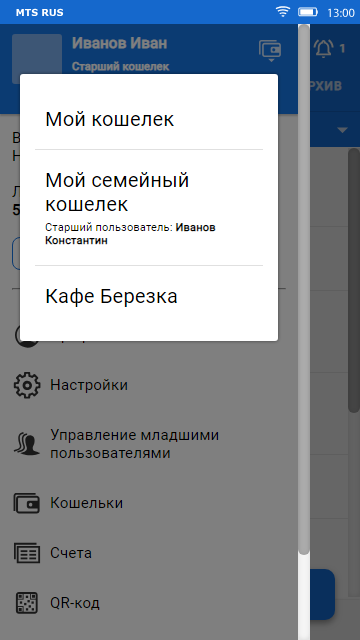 MTS RUS 13:00
Иванов Иван
Старший кошелек
1
РХИВ
Мой кошелек
Мой семейный
кошелек
Старший пользователь: Иванов
Константин
Кафе Березка
Настройки
Управление младшими
пользователями
Кошельки
Счета
QR-код